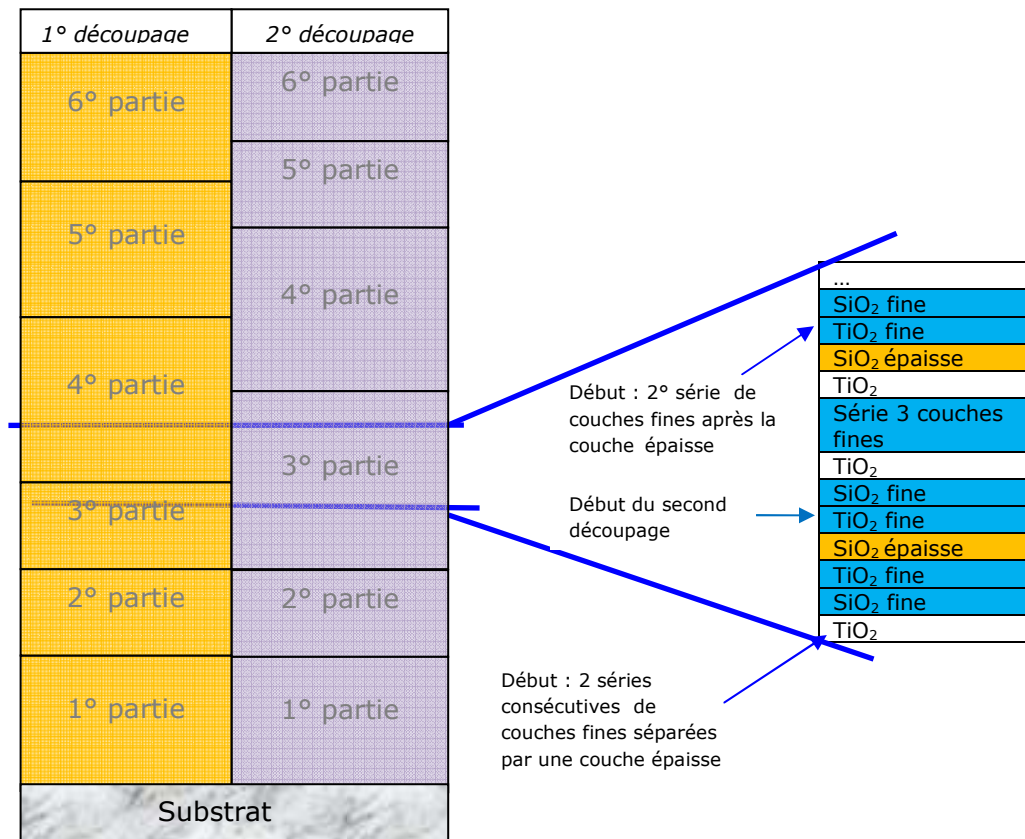 1° découpage
2° découpage
6° partie
5° partie
4° partie
3° partie
2° partie
1° partie
6° partie
5° partie
4° partie
3° partie
2° partie
1° partie
Substrat
Début : 2° série de
couches fines après la
couche épaisse
Début du second
découpage
Début : 2 séries
consécutives de
couches fines séparées
par une couche épaisse
...
SiO₂ fine
TiO₂ fine
SiO₂ épaisse
TiO₂
Série 3 couches
fines
TiO₂
SiO₂ fine
TiO₂ fine
SiO₂ épaisse
TiO₂ fine
SiO₂ fine
TiO₂